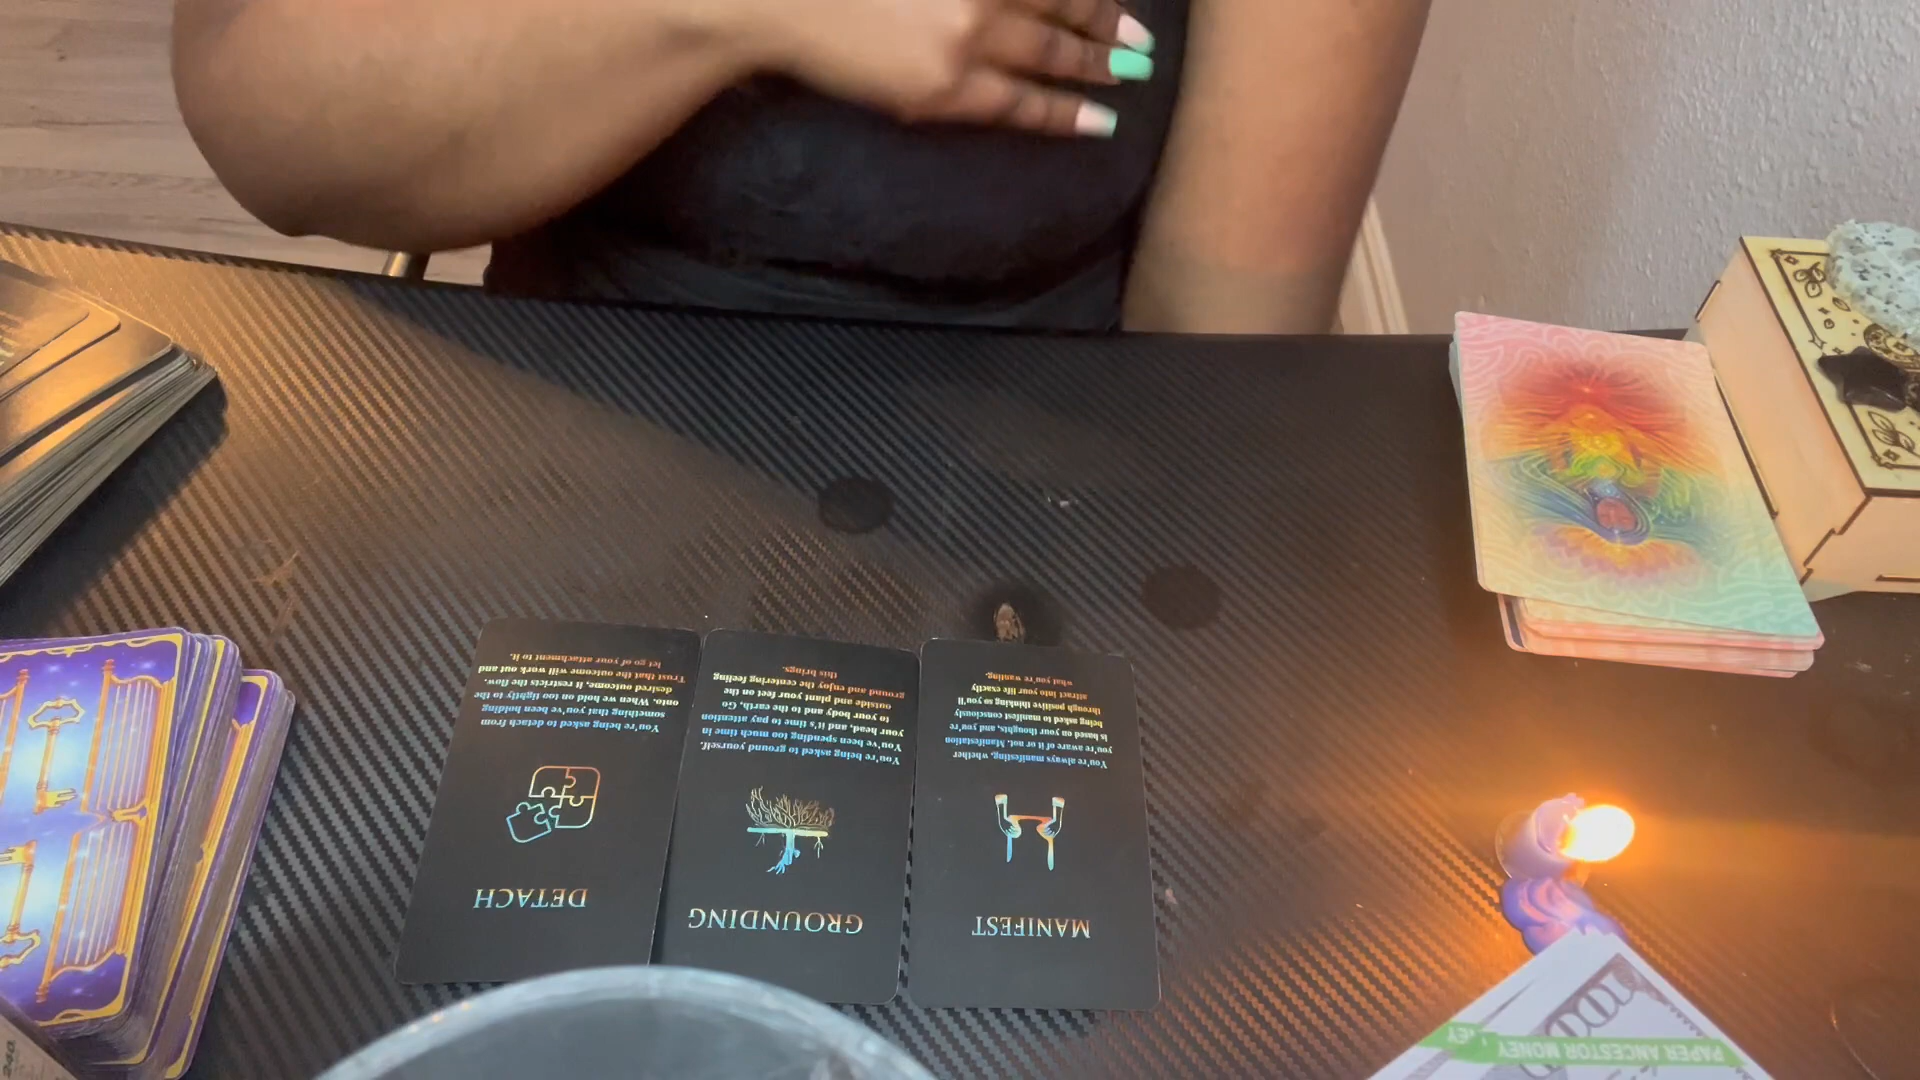 MANIFEST
You're always manifesting, whether
you're aware of it or not. Manifestation
is based on your thoughts, and you're
being asked to manifest consciously
through positive thinking so you'll
attract into your life exactly
what you're wanting.
GROUNDING
You're being asked to ground yourself.
You've been spending too much time in
your head, and it's time to pay attention
to your body and to the earth. Go
outside and plant your feet on the
ground and enjoy the centering feeling
this brings.
DETACH
You're being asked to detach from
something that you've been holding
onto. When we hold on too tightly to the
desired outcome, it restricts the flow.
Trust that the outcome will work out and
let go of your attachment to it.
PAPER ANCESTOR MONEY